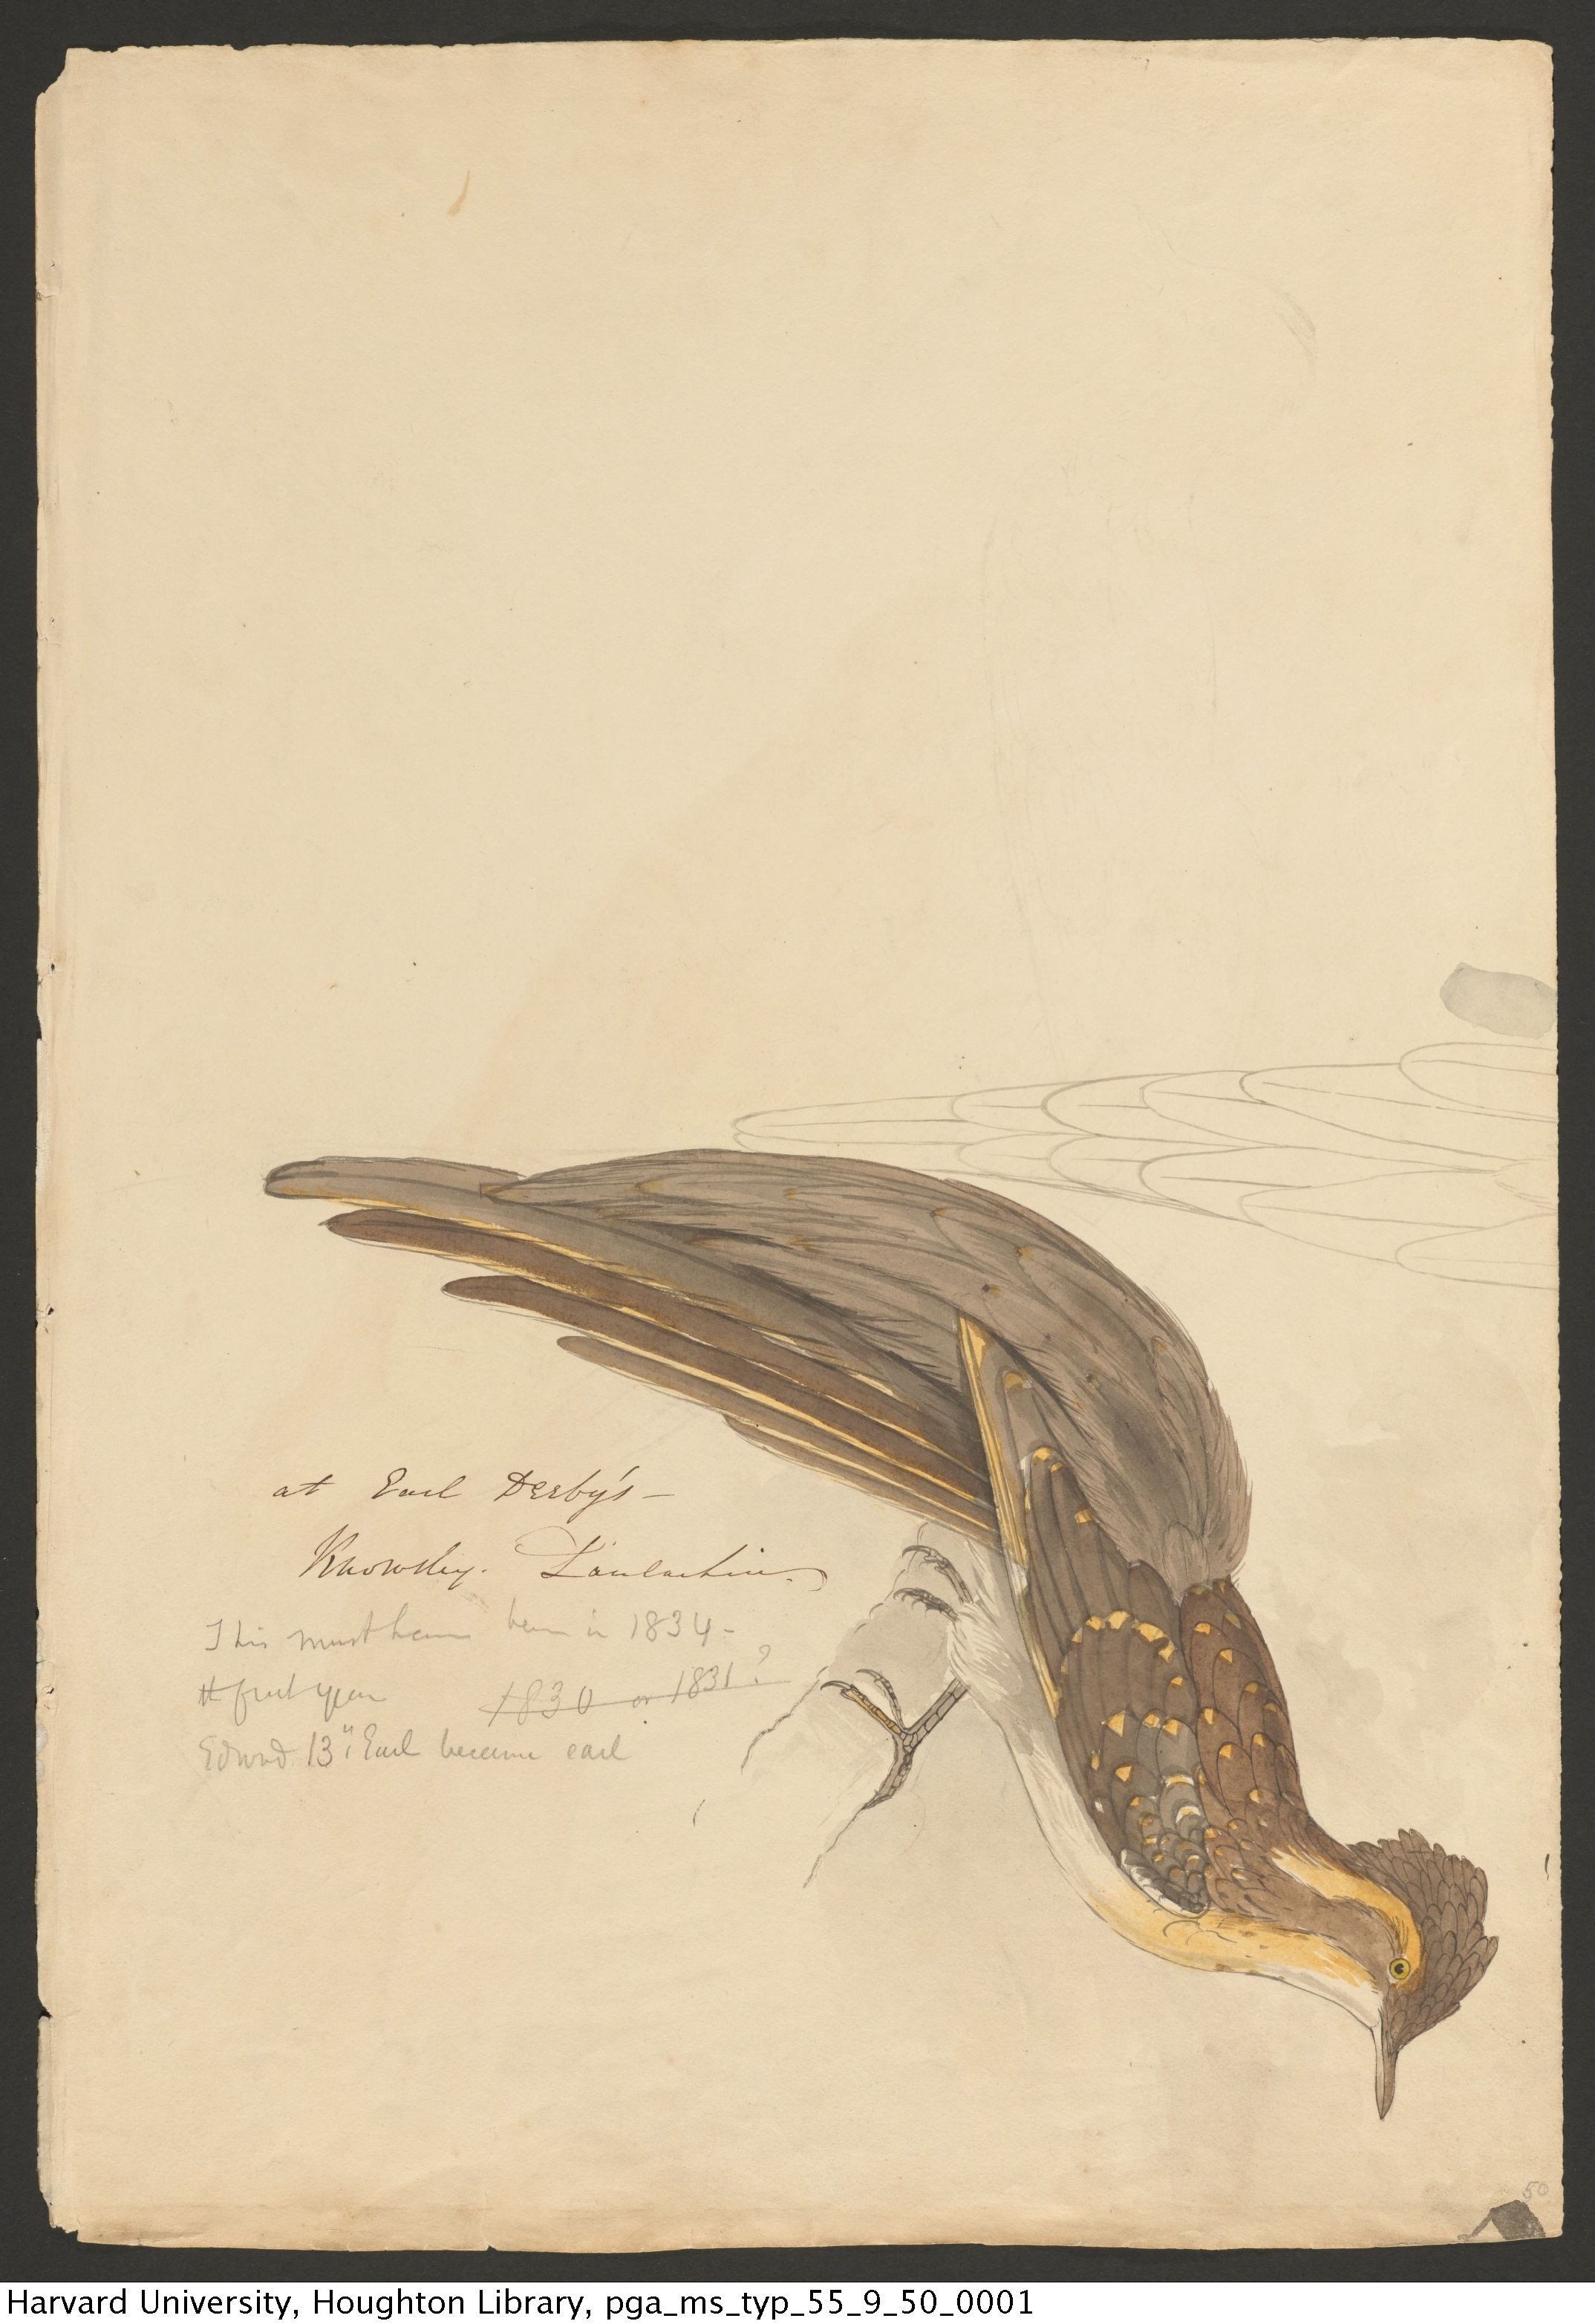 at Earl Derby's –
Knowsley. Lancashire.
This must have been in 1834 –
the first year 1830 or 1831?
Edward 13th Earl became earl
50
Harvard University, Houghton Library, pga_ms_typ_55_9_50_0001